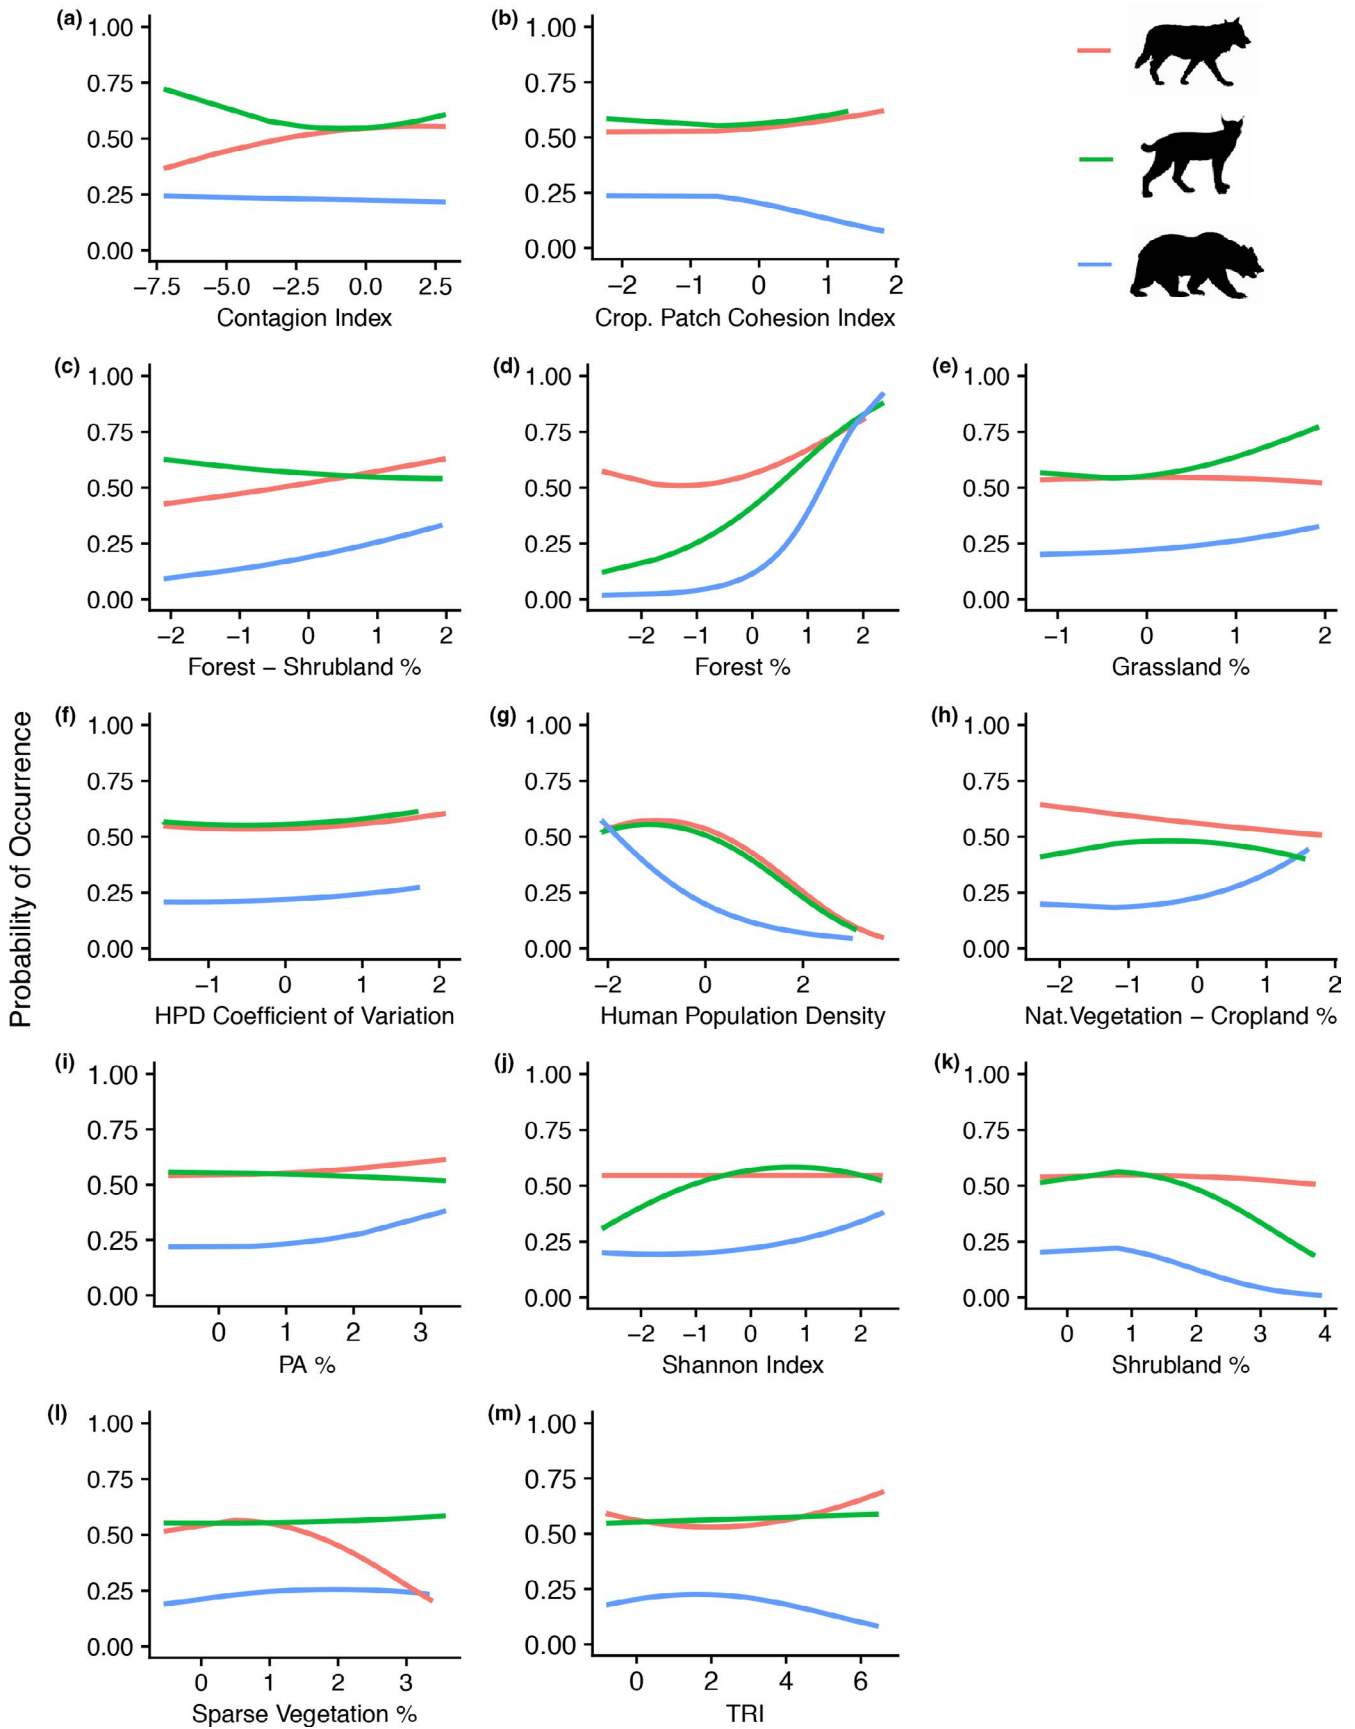 (a)
1.00
0.75
0.50
0.25
0.00
−7.5 −5.0 −2.5 0.0 2.5
Contagion Index
(b)
1.00
0.75
0.50
0.25
0.00
−2 −1 0 1 2
Crop. Patch Cohesion Index
(c)
1.00
0.75
0.50
0.25
0.00
−2 −1 0 1 2
Forest − Shrubland %
(d)
1.00
0.75
0.50
0.25
0.00
−2 −1 0 1 2
Forest %
(e)
1.00
0.75
0.50
0.25
0.00
−1 0 1 2
Grassland %
Probability of Occurrence
(f)
1.00
0.75
0.50
0.25
0.00
−1 0 1 2
HPD Coefficient of Variation
(g)
1.00
0.75
0.50
0.25
0.00
−2 0 2
Human Population Density
(h)
1.00
0.75
0.50
0.25
0.00
−2 −1 0 1 2
Nat.Vegetation − Cropland %
(i)
1.00
0.75
0.50
0.25
0.00
0 1 2 3
PA %
(j)
1.00
0.75
0.50
0.25
0.00
−2 −1 0 1 2
Shannon Index
(k)
1.00
0.75
0.50
0.25
0.00
0 1 2 3 4
Shrubland %
(l)
1.00
0.75
0.50
0.25
0.00
0 1 2 3
Sparse Vegetation %
(m)
1.00
0.75
0.50
0.25
0.00
0 2 4 6
TRI